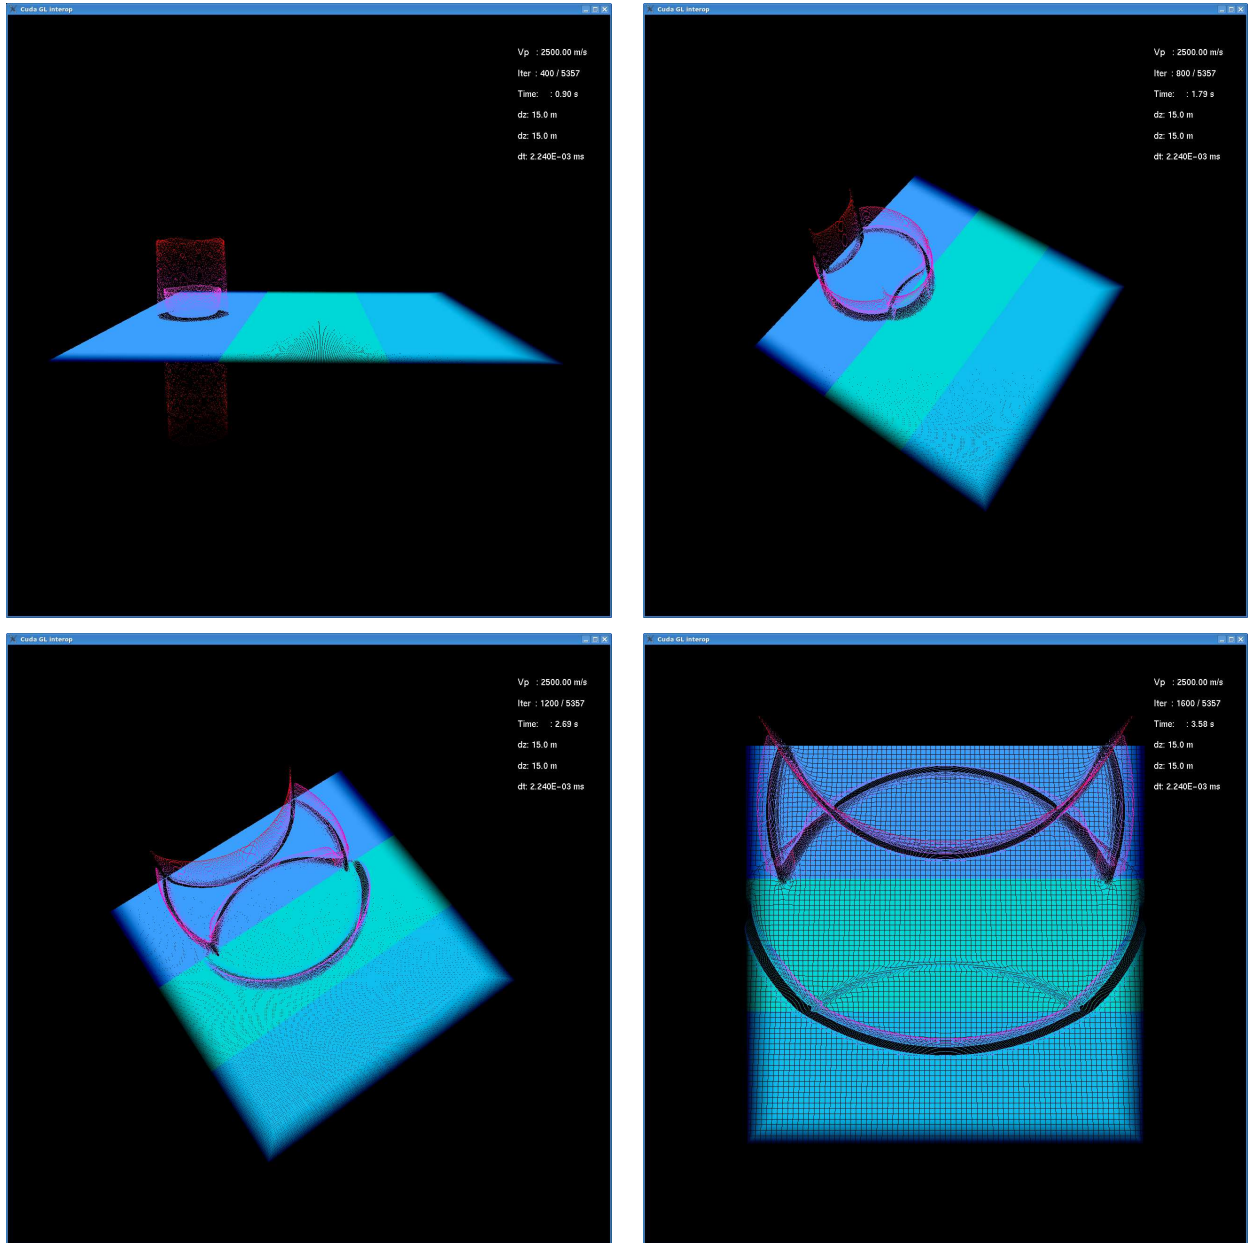 Cuda GL interop
Vp : 2500.00 m/s
Iter : 400 / 5357
Time: : 0.90 s
dz: 15.0 m
dz: 15.0 m
dt: 2.240E-03 ms
Cuda GL interop
Vp : 2500.00 m/s
Iter : 800 / 5357
Time: : 1.79 s
dz: 15.0 m
dz: 15.0 m
dt: 2.240E-03 ms
Cuda GL interop
Vp : 2500.00 m/s
Iter : 1200 / 5357
Time: : 2.69 s
dz: 15.0 m
dz: 15.0 m
dt: 2.240E-03 ms
Cuda GL interop
Vp : 2500.00 m/s
Iter : 1600 / 5357
Time: : 3.58 s
dz: 15.0 m
dz: 15.0 m
dt: 2.240E-03 ms